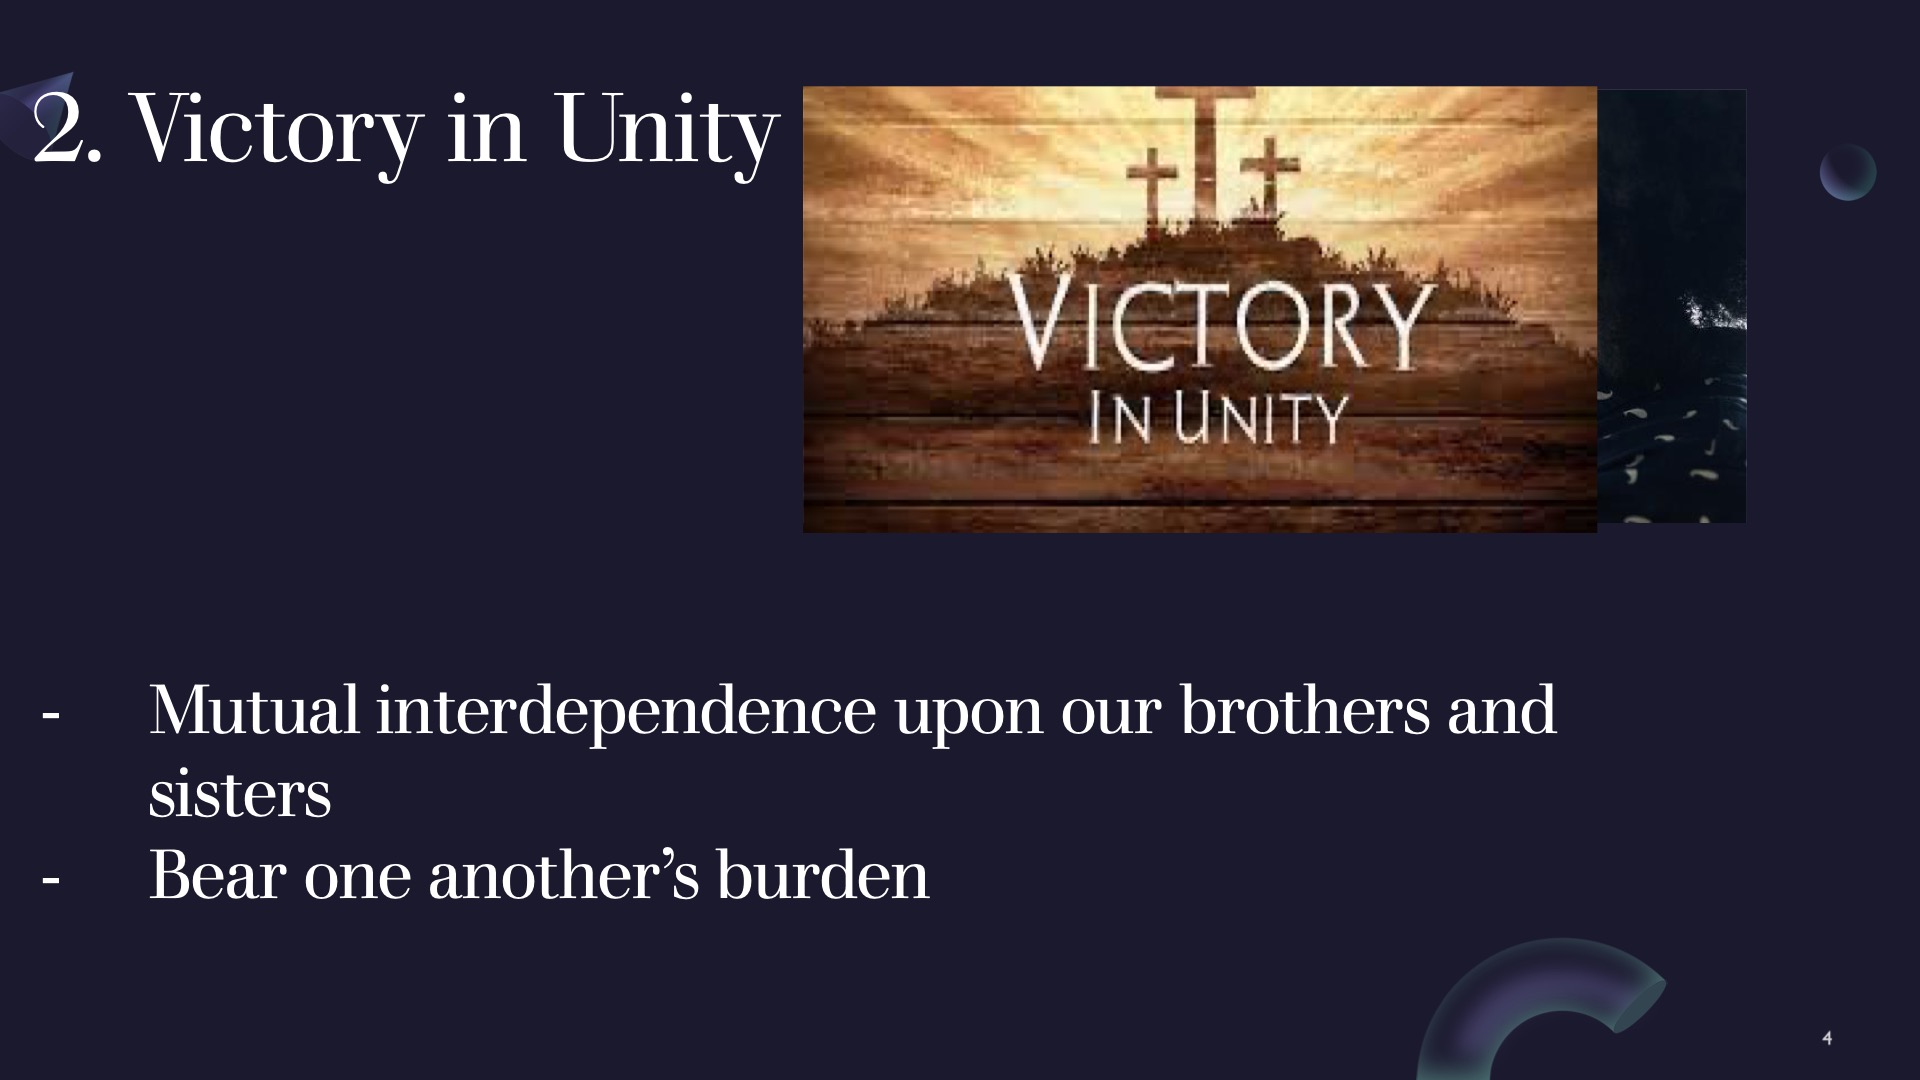 2. Victory in Unity
VICTORY
IN UNITY
- Mutual interdependence upon our brothers and
sisters
- Bear one another’s burden
4